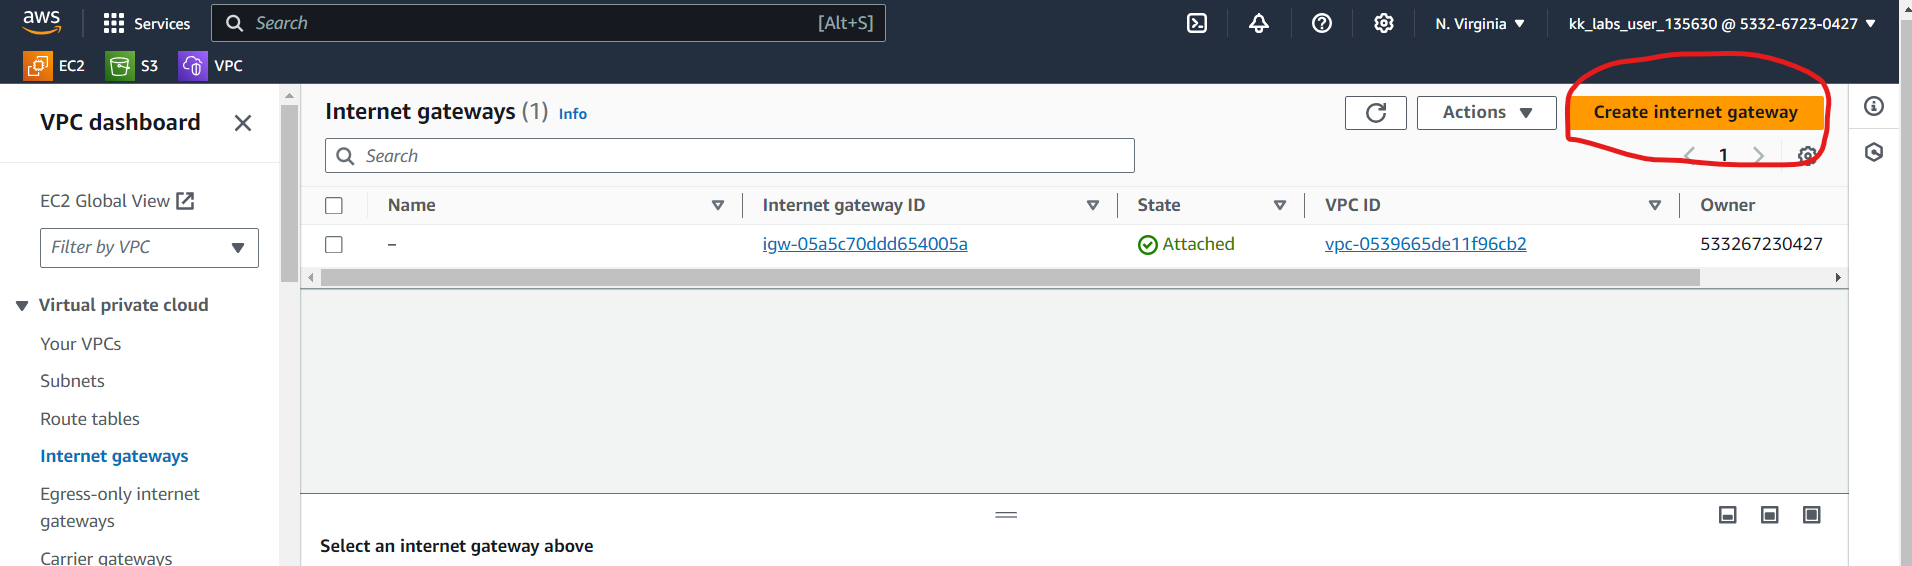 aws
Services
Search
[Alt+S]
N. Virginia
kk_labs_user_135630 @ 5332-6723-0427
EC2
S3
VPC
VPC dashboard
EC2 Global View
Filter by VPC
Virtual private cloud
Your VPCs
Subnets
Route tables
Internet gateways
Egress-only internet
gateways
Carrier gateways
Internet gateways (1) Info
Actions
Create internet gateway
Search
1
Name
Internet gateway ID
State
VPC ID
Owner
–
igw-05a5c70ddd654005a
Attached
vpc-0539665de11f96cb2
533267230427
Select an internet gateway above